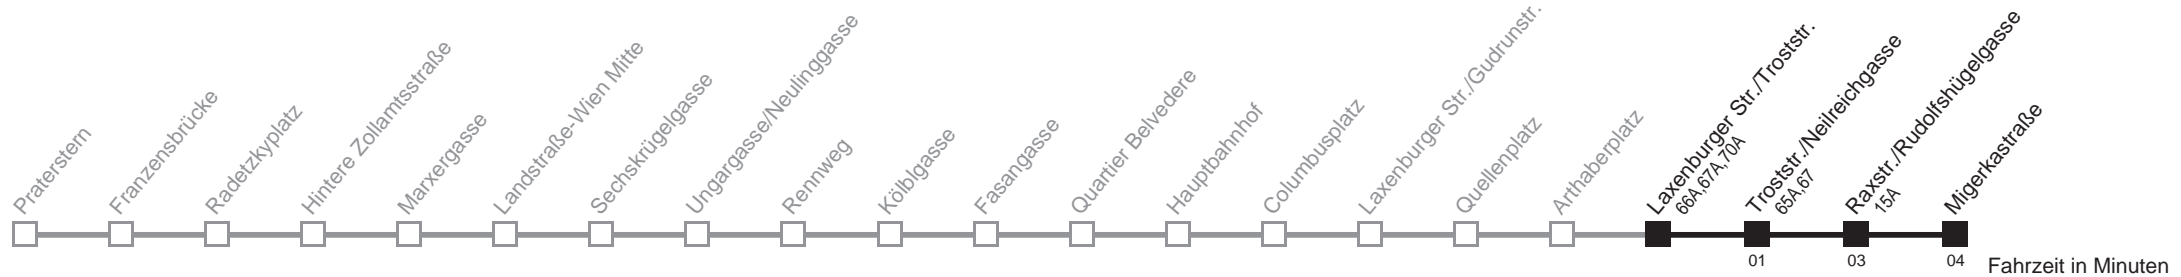 Praterstern
Franzensbrücke
Radetzkyplatz
Hintere Zollamtsstraße
Marxergasse
Landstraße-Wien Mitte
Sechskrügelgasse
Ungargasse/Neulinggasse
Rennweg
Kölblgasse
Fasangasse
Quartier Belvedere
Hauptbahnhof
Columbusplatz
Laxenburger Str./Gudrunstr.
Quellenplatz
Arthaberplatz
Laxenburger Str./Troststr.
66A,67A,70A
Troststr./Neilreichgasse
65A,67
Raxstr./Rudolfshügelgasse
15A
Migerkastraße
01
03
04
Fahrzeit in Minuten